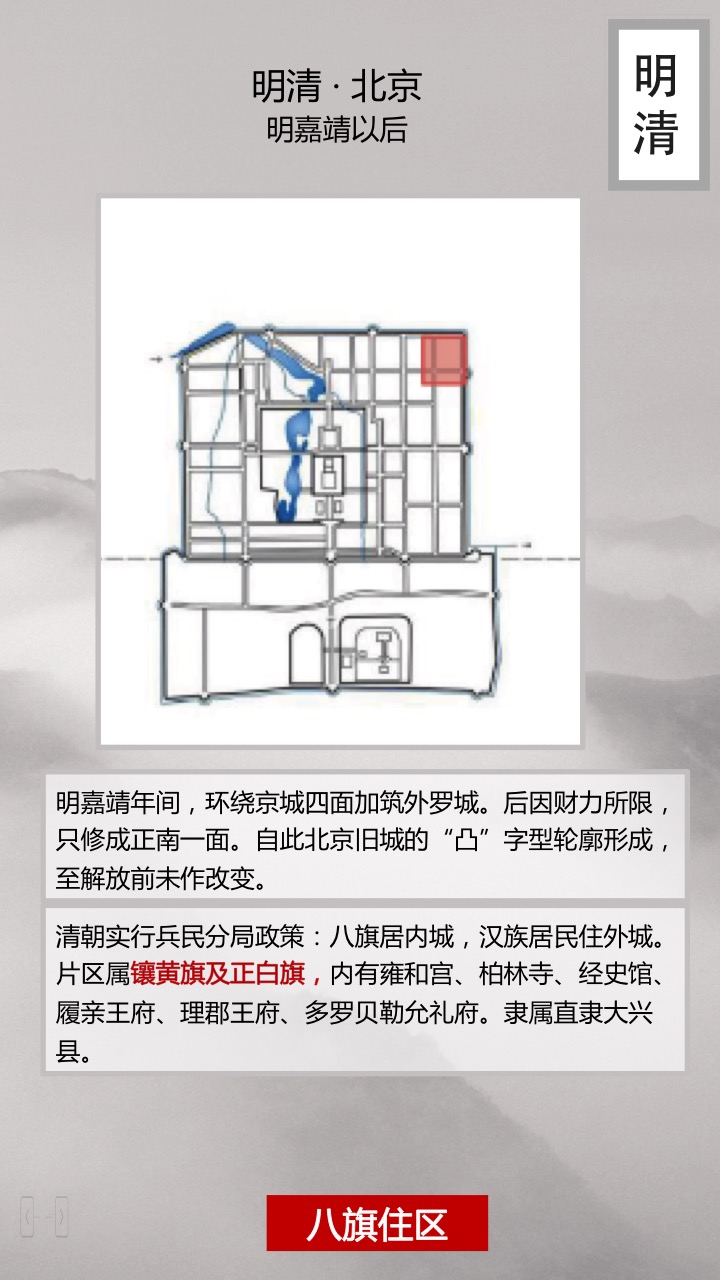 明清 · 北京
明嘉靖以后
明
清
明嘉靖年间，环绕京城四面加筑外罗城。后因财力所限，
只修成正南一面。自此北京旧城的“凸”字型轮廓形成，
至解放前未作改变。
清朝实行兵民分局政策：八旗居内城，汉族居民住外城。
片区属镶黄旗及正白旗，内有雍和宫、柏林寺、经史馆、
履亲王府、理郡王府、多罗贝勒允礼府。隶属直隶大兴
县。
八旗住区